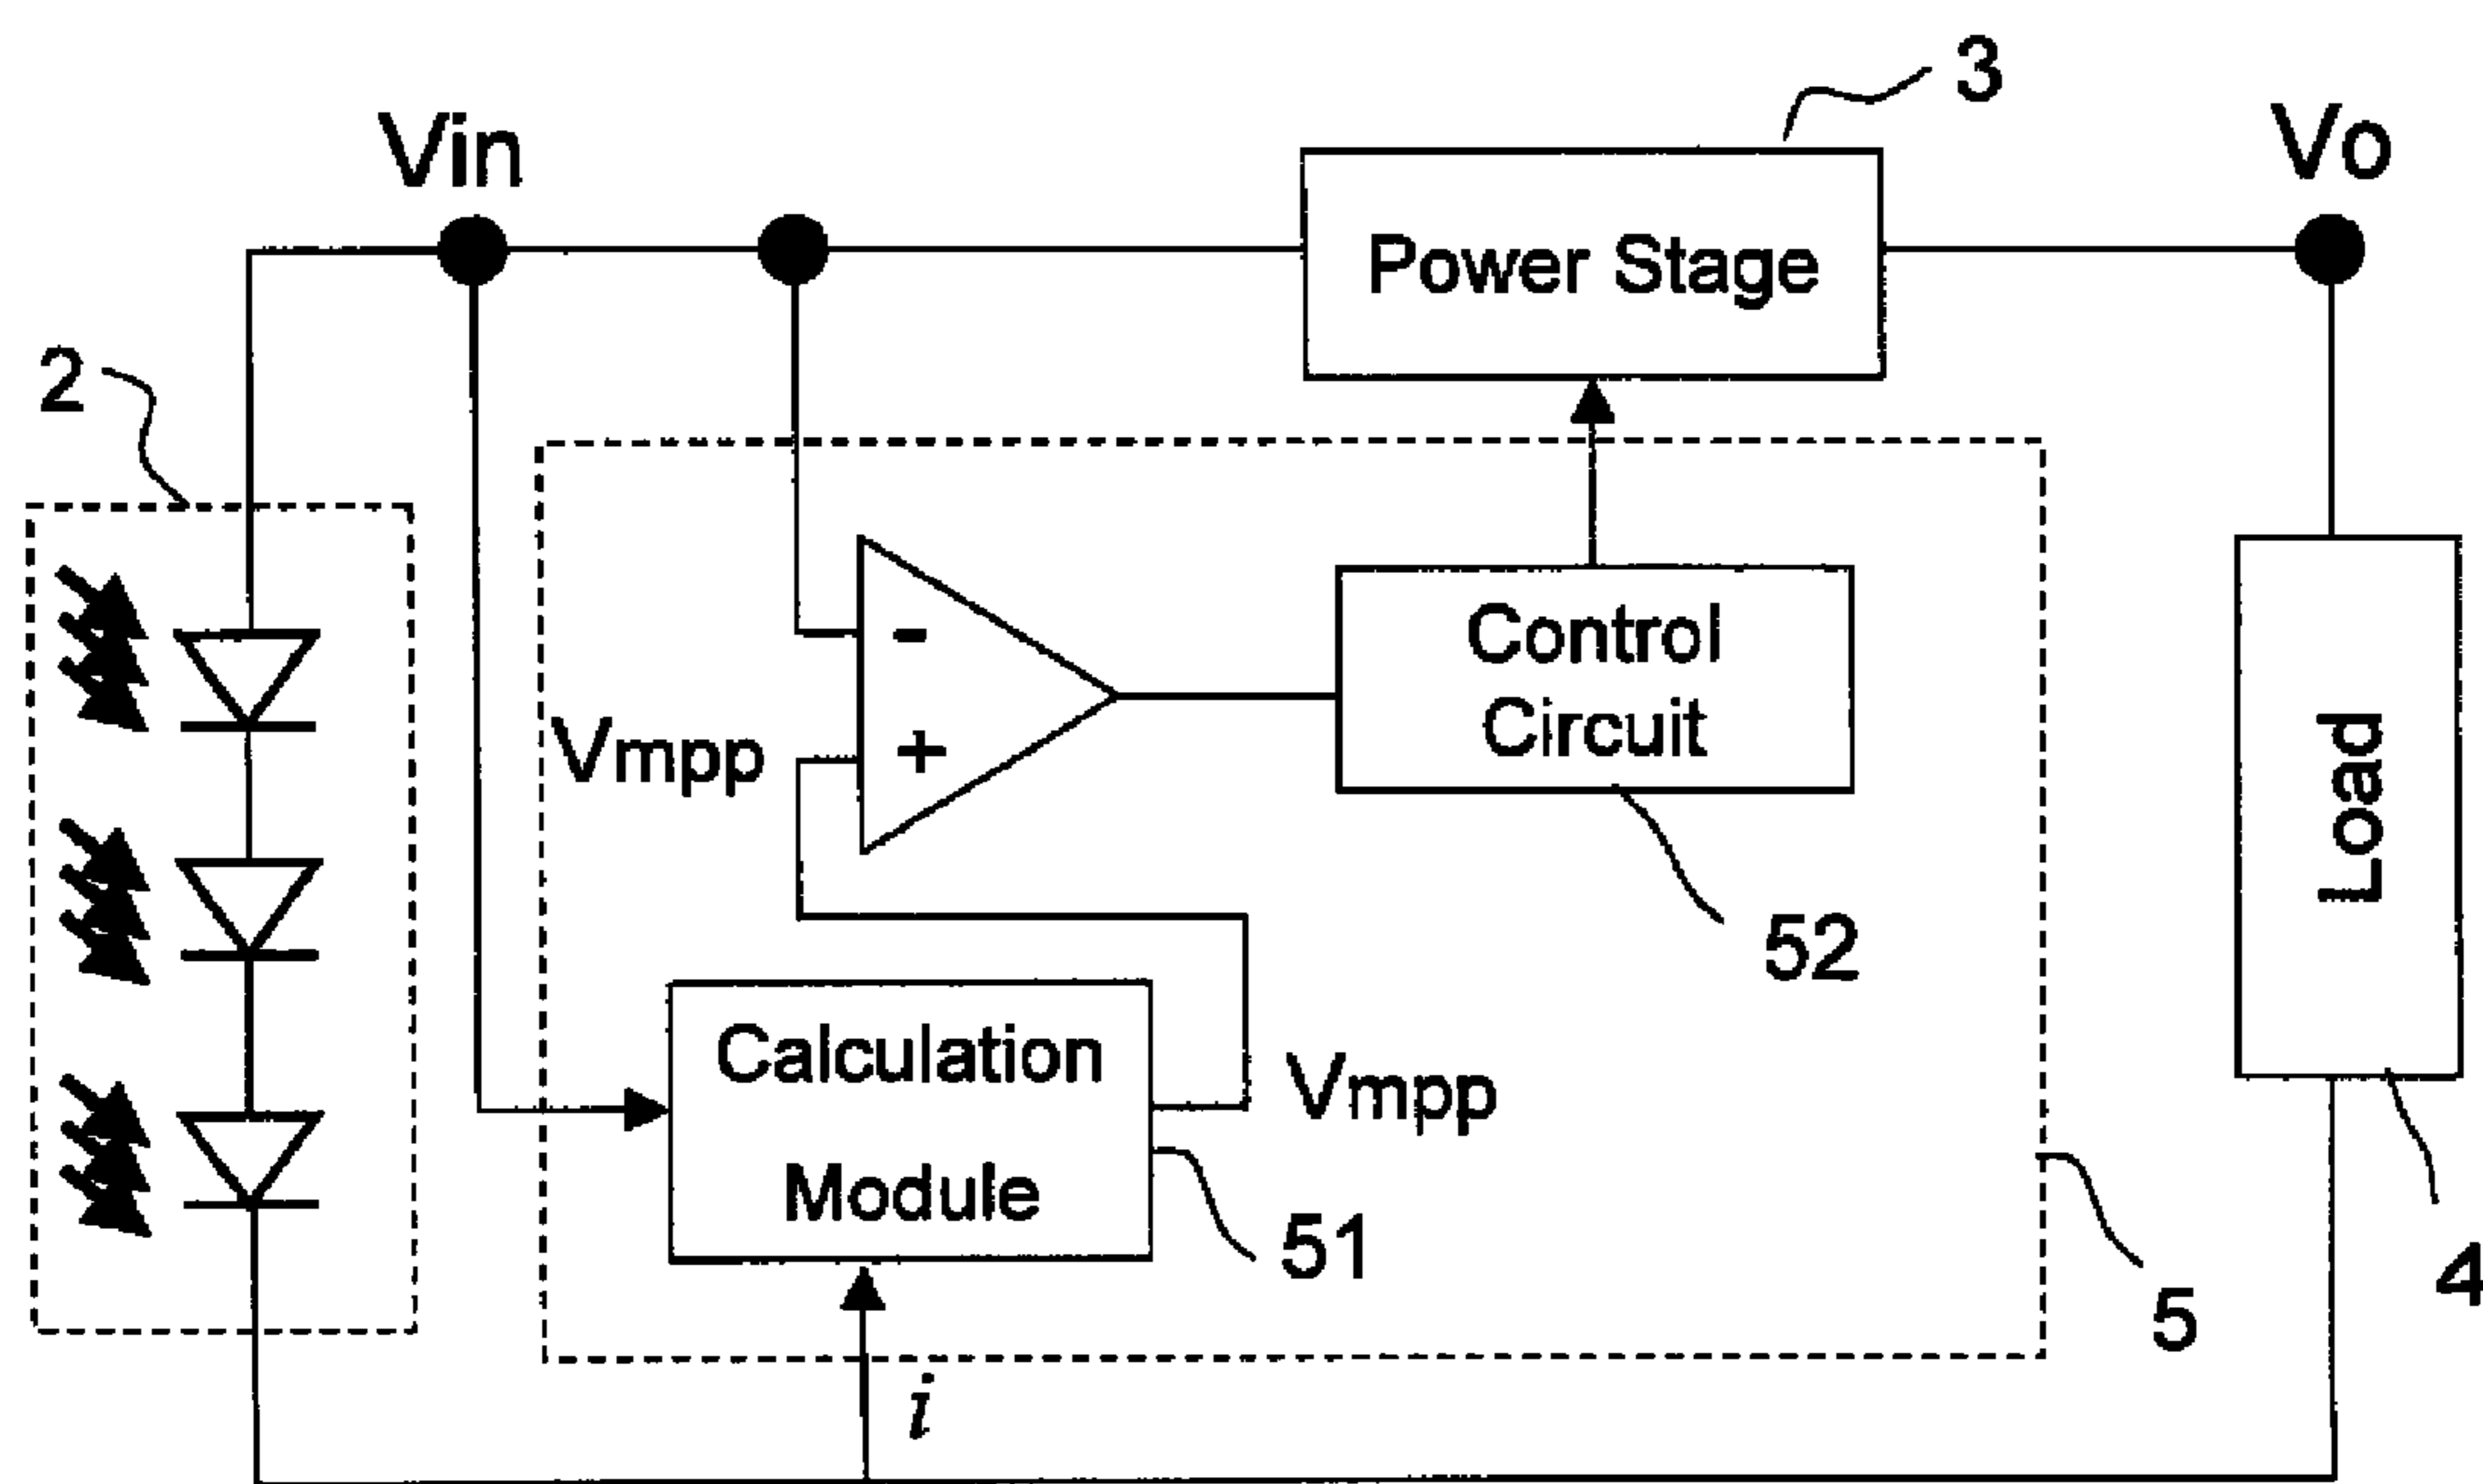 3
Vin
Vo
Power Stage
2
-
Control
Circuit
Vmpp
+
Load
52
Calculation
Module
Vmpp
51
4
5
i